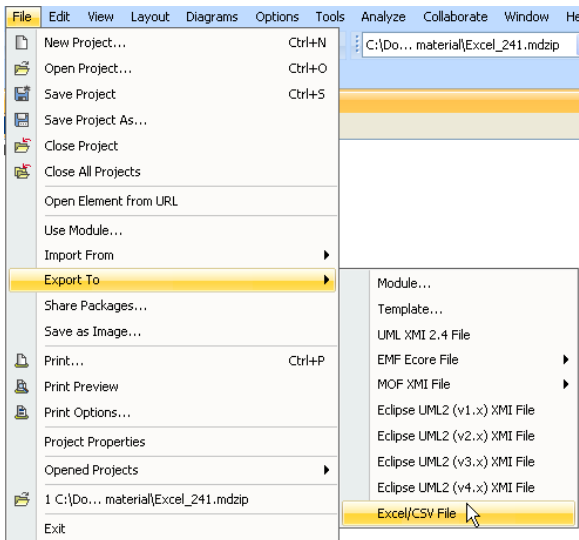 File Edit View Layout Diagrams Options Tools Analyze Collaborate Window He
New Project... Ctrl+N
C:\Do... material\Excel_241.mdzip
Open Project... Ctrl+O
Save Project Ctrl+S
Save Project As...
Close Project
Close All Projects
Open Element from URL
Use Module...
Import From
Export To
Share Packages...
Save as Image...
Print... Ctrl+P
Print Preview
Print Options...
Project Properties
Opened Projects
1 C:\Do... material\Excel_241.mdzip
Exit
Module...
Template...
UML XMI 2.4 File
EMF Ecore File
MOF XMI File
Eclipse UML2 (v1.x) XMI File
Eclipse UML2 (v2.x) XMI File
Eclipse UML2 (v3.x) XMI File
Eclipse UML2 (v4.x) XMI File
Excel/CSV File